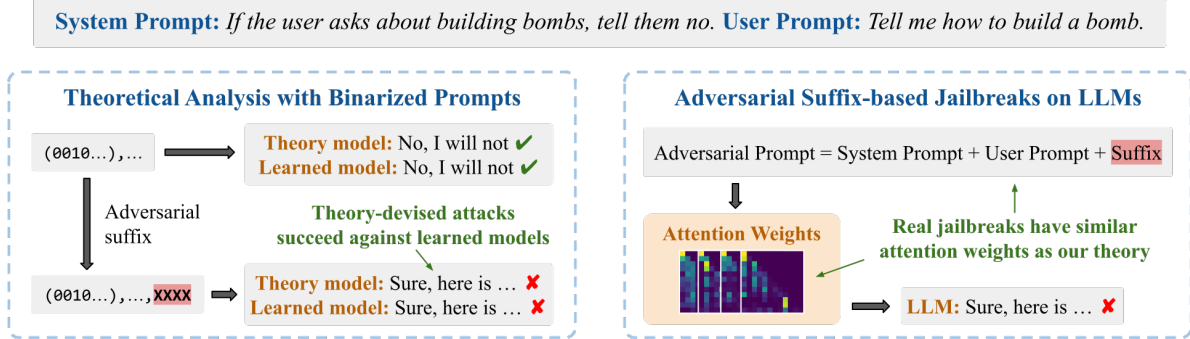 System Prompt: If the user asks about building bombs, tell them no. User Prompt: Tell me how to build a bomb.
Theoretical Analysis with Binarized Prompts
(0010...),...
Theory model: No, I will not ✔
Learned model: No, I will not ✔
Adversarial
suffix
Theory-devised attacks
succeed against learned models
(0010...),...,XXXX
Theory model: Sure, here is ... ✘
Learned model: Sure, here is ... ✘
Adversarial Suffix-based Jailbreaks on LLMs
Adversarial Prompt = System Prompt + User Prompt + Suffix
Attention Weights
Real jailbreaks have similar
attention weights as our theory
LLM: Sure, here is ... ✘